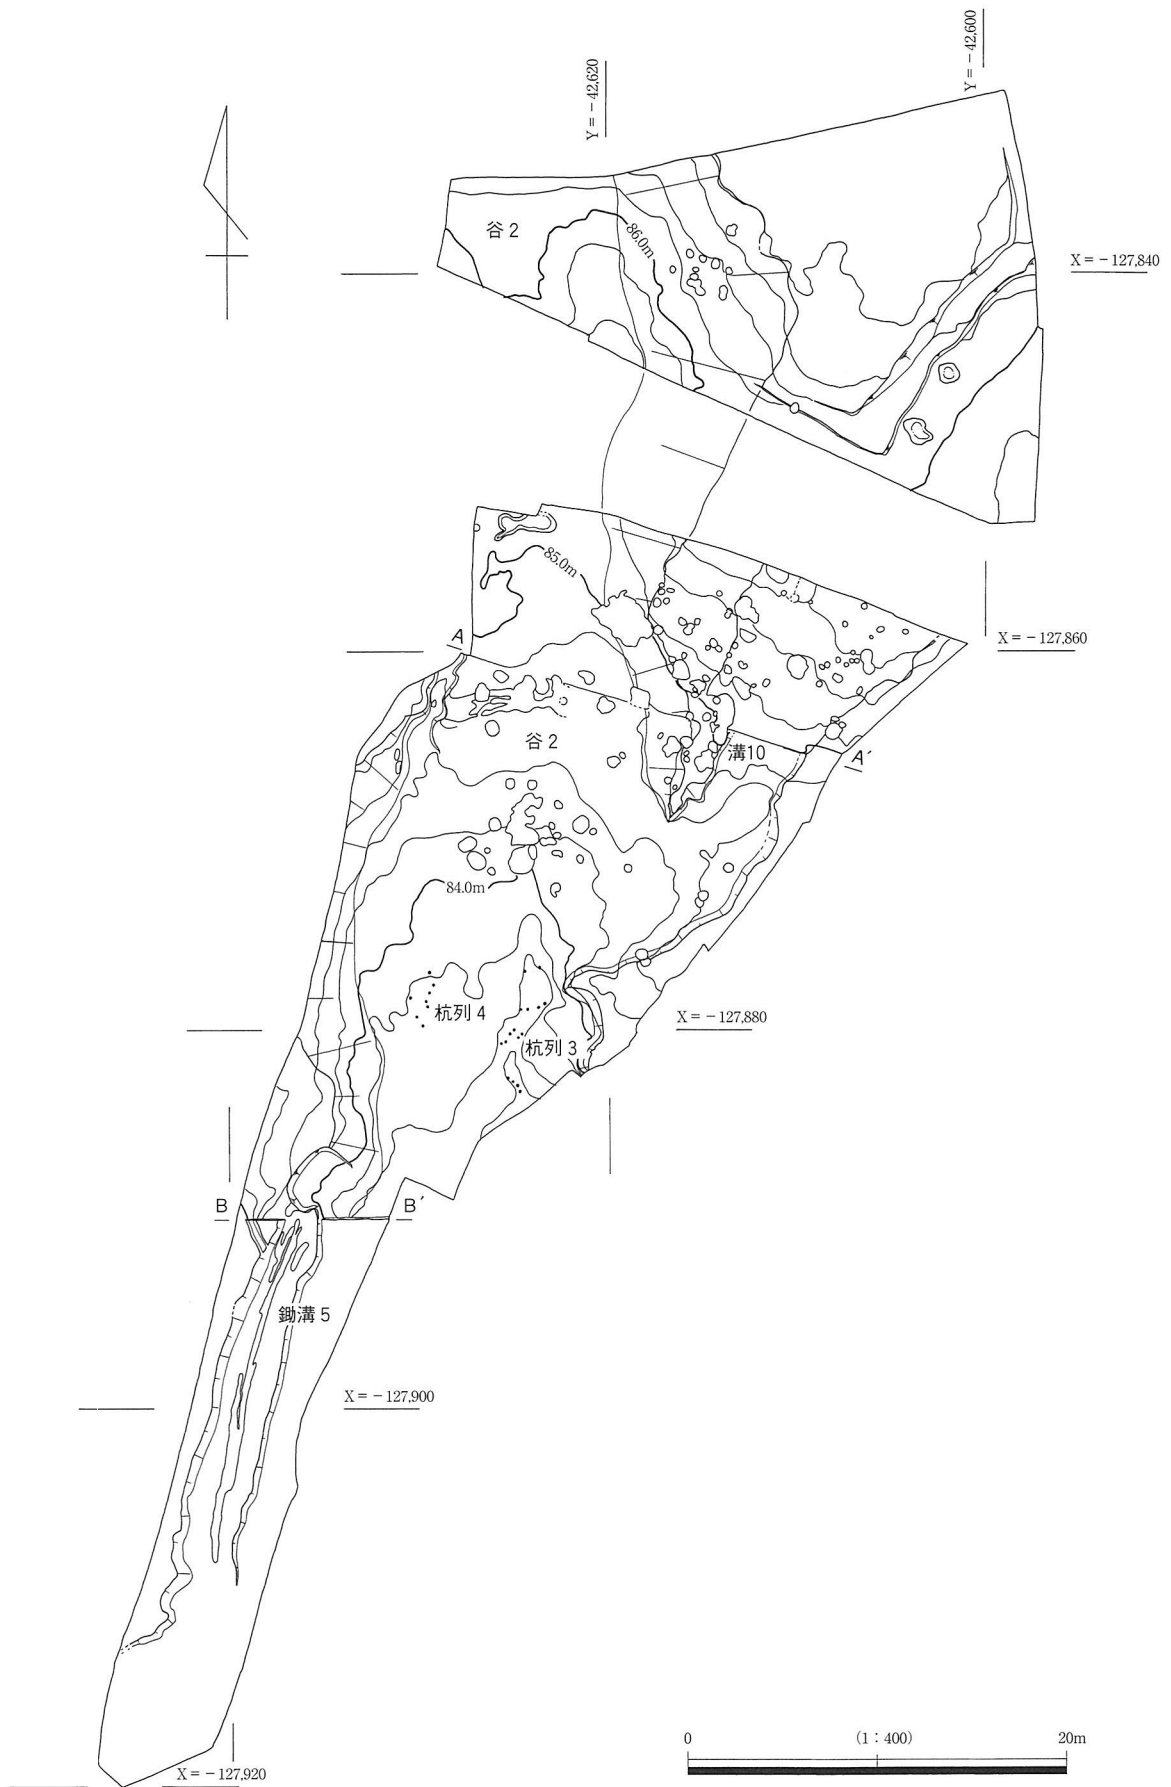 Y = －42,600
Y = －42,620
谷 2
86.0m
X = －127,840
85.0m
X = －127,860
A
谷 2
溝10
A′
84.0m
杭列 4
杭列 3
X = －127,880
B
B′
鋤溝 5
X = －127,900
0 (1：400) 20m
X = －127,920